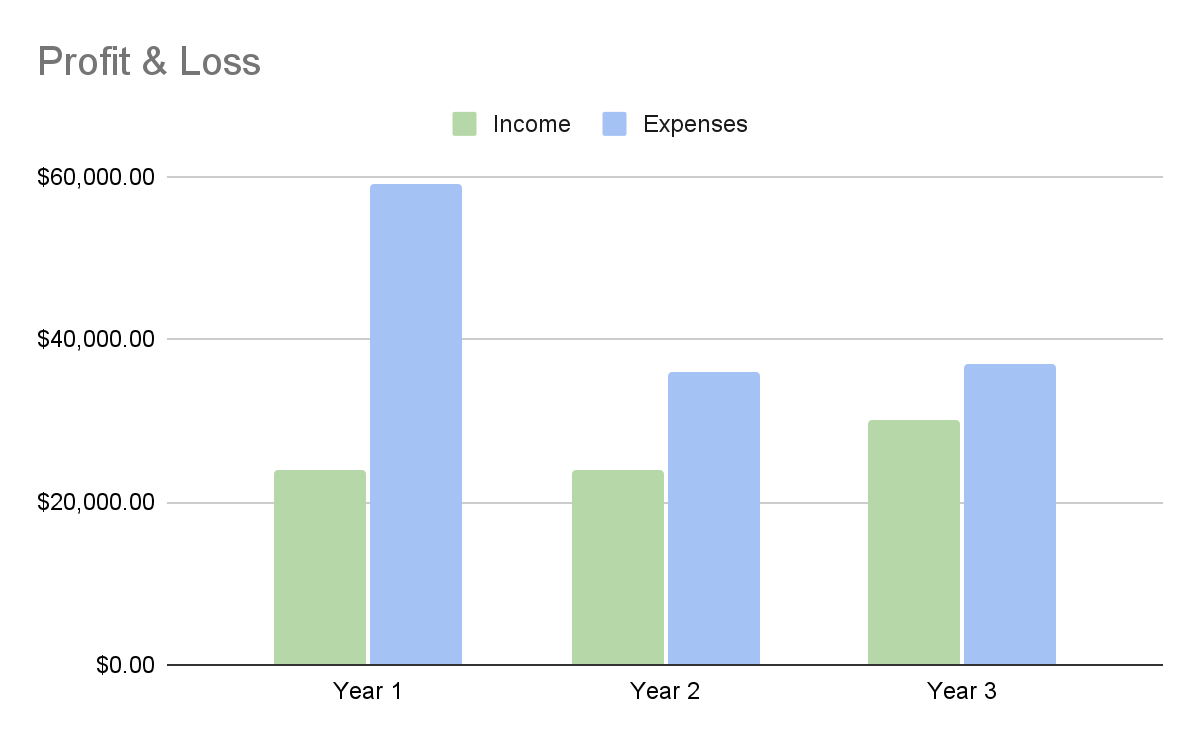 Profit & Loss
Income Expenses
$60,000.00
$40,000.00
$20,000.00
$0.00
Year 1 Year 2 Year 3